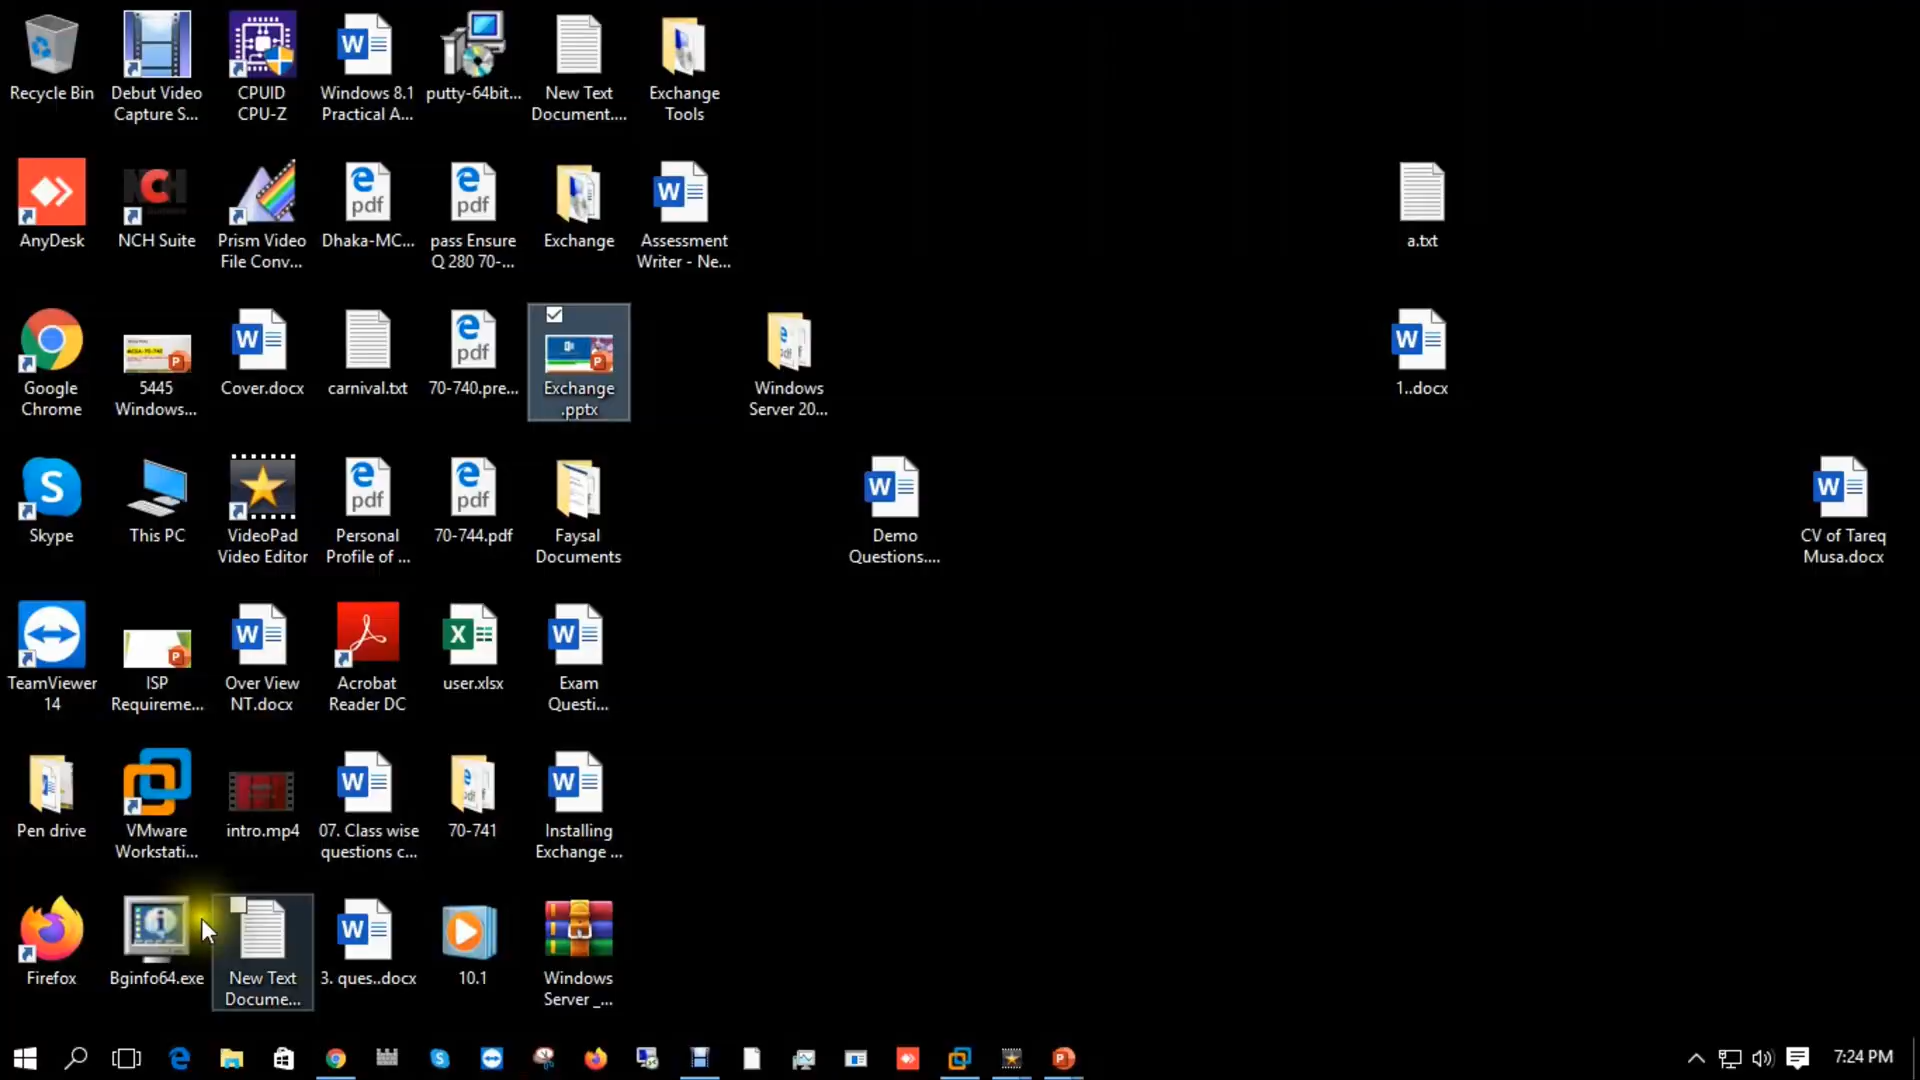 Recycle Bin
Debut Video
Capture S...
CPUID
CPU-Z
Windows 8.1
Practical A...
putty-64bit...
New Text
Document....
Exchange
Tools
AnyDesk
NCH
NCH Suite
Prism Video
File Conv...
pdf
Dhaka-MC...
pdf
pass Ensure
Q 280 70-...
Exchange
Assessment
Writer - Ne...
a.txt
Google
Chrome
5445
Windows...
Cover.docx
carnival.txt
pdf
70-740.pre...
Exchange
.pptx
Windows
Server 20...
1..docx
Skype
This PC
VideoPad
Video Editor
pdf
Personal
Profile of ...
pdf
70-744.pdf
Faysal
Documents
Demo
Questions....
CV of Tareq
Musa.docx
TeamViewer
14
ISP
Requireme...
Over View
NT.docx
Acrobat
Reader DC
user.xlsx
Exam
Questi...
Pen drive
VMware
Workstati...
intro.mp4
07. Class wise
questions c...
70-741
Installing
Exchange ...
Firefox
Bginfo64.exe
New Text
Docume...
3. ques..docx
10.1
Windows
Server _...
7:24 PM